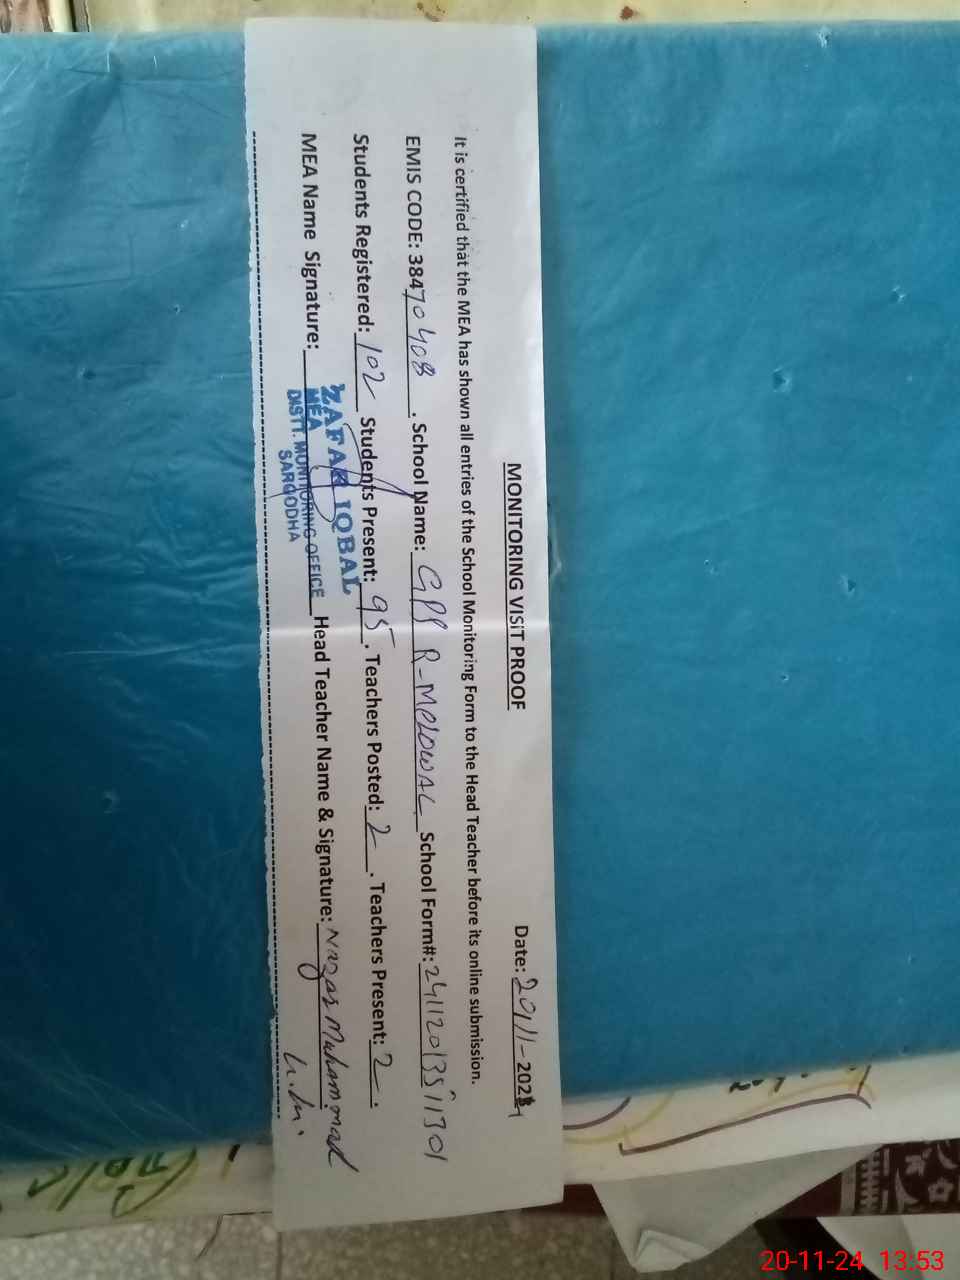 MONITORING VISIT PROOF
Date: 20/11-2024
It is certified that the MEA has shown all entries of the School Monitoring Form to the Head Teacher before its online submission.
EMIS CODE: 38470408. School Name: GPS R-MELOWAL School Form#: 24112013511301
Students Registered: 102 Students Present: 95. Teachers Posted: 2. Teachers Present: 2.
MEA Name Signature: Head Teacher Name & Signature: Nazar Muhammad
ZAFAR IQBAL
MEA
DISTT. MONITORING OFFICE
SARGODHA
20-11-24 13:53